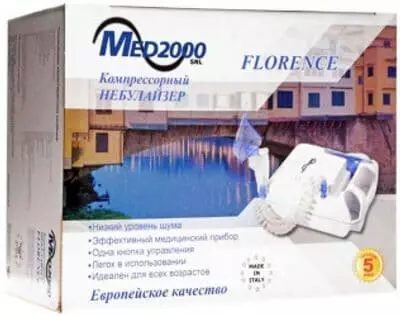 MED2000
SRL
FLORENCE
Компрессорный
НЕБУЛАЙЗЕР
•Низкий уровень шума
•Эффективный медицинский прибор
•Одна кнопка управления
•Легок в использовании
•Идеален для всех возрастов
MADE
IN
ITALY
5
Европейское качество